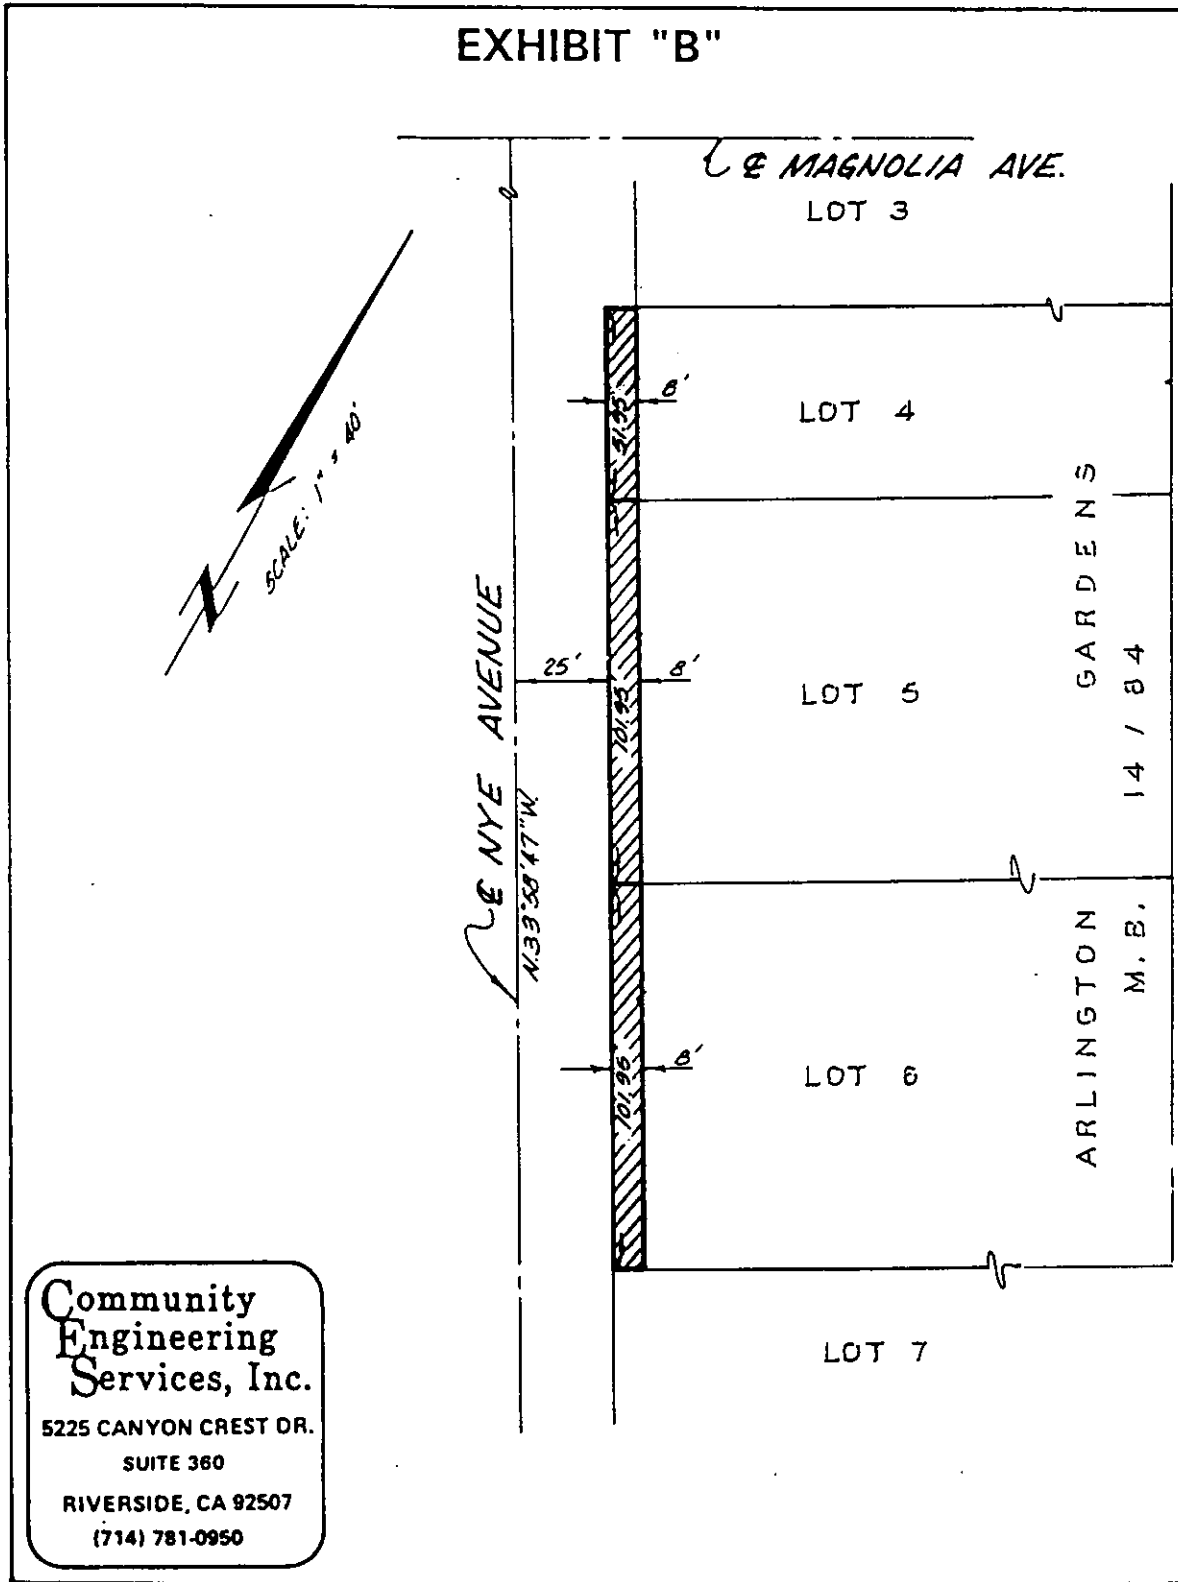 EXHIBIT "B"
℄ MAGNOLIA AVE.
LOT 3
8'
51.95
LOT 4
SCALE: 1" = 40'
N
25'
8'
101.95
LOT 5
℄ NYE AVENUE
N.33°58'47"W.
8'
101.96
LOT 6
ARLINGTON GARDENS
M.B. 14/84
LOT 7
Community
Engineering
Services, Inc.
5225 CANYON CREST DR.
SUITE 360
RIVERSIDE, CA 92507
(714) 781-0950